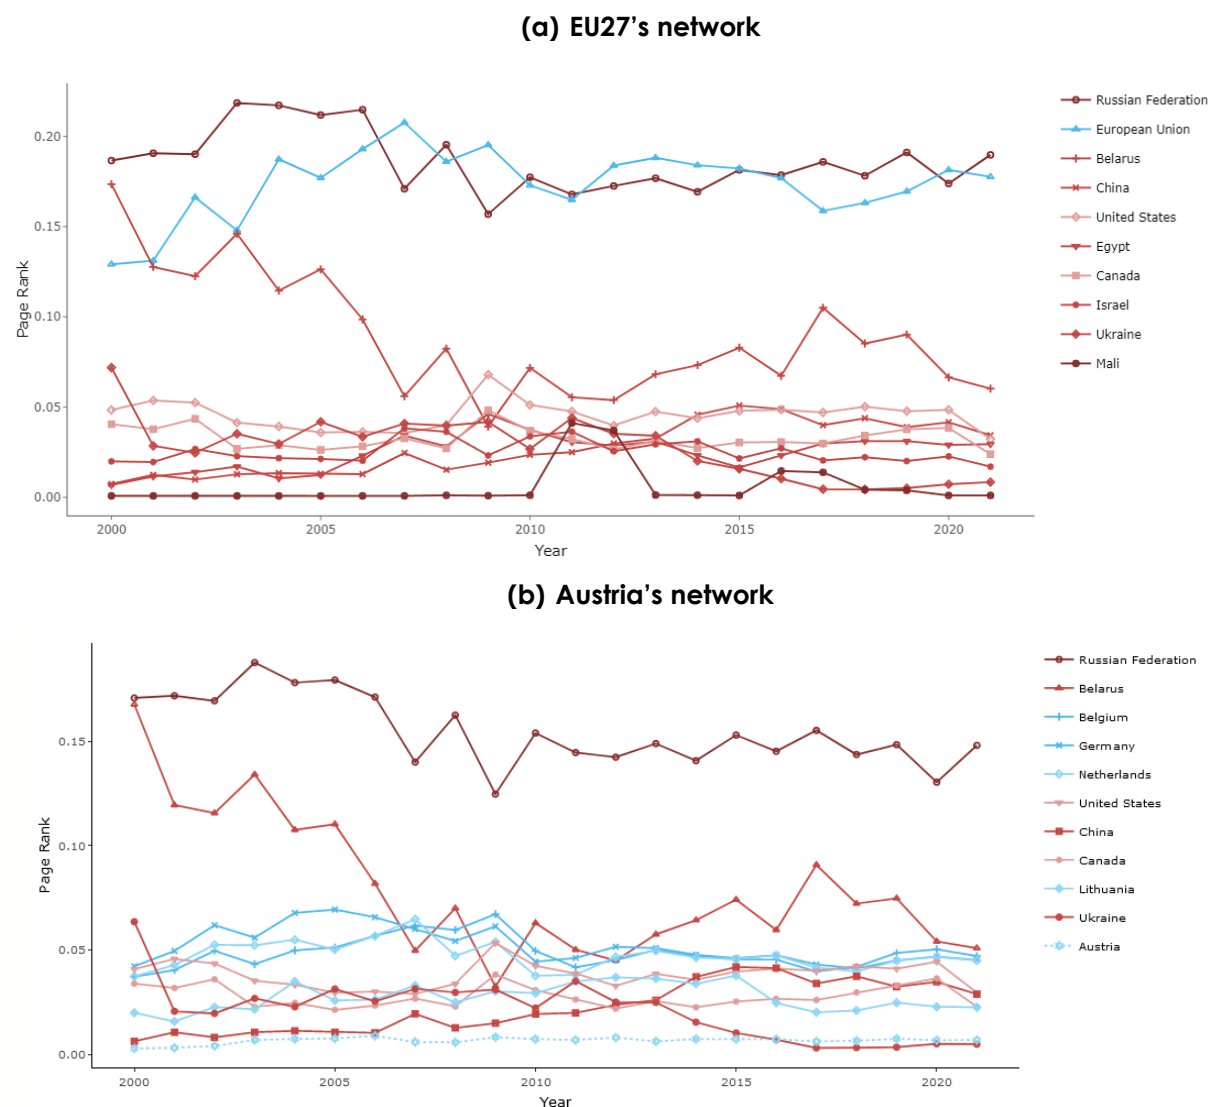 (a) EU27’s network
Russian Federation
European Union
Belarus
China
United States
Egypt
Canada
Israel
Ukraine
Mali
0.20
0.15
0.10
0.05
0.00
Page Rank
2000
2005
2010
2015
2020
Year
(b) Austria’s network
Russian Federation
Belarus
Belgium
Germany
Netherlands
United States
China
Canada
Lithuania
Ukraine
Austria
0.15
0.10
0.05
0.00
Page Rank
2000
2005
2010
2015
2020
Year